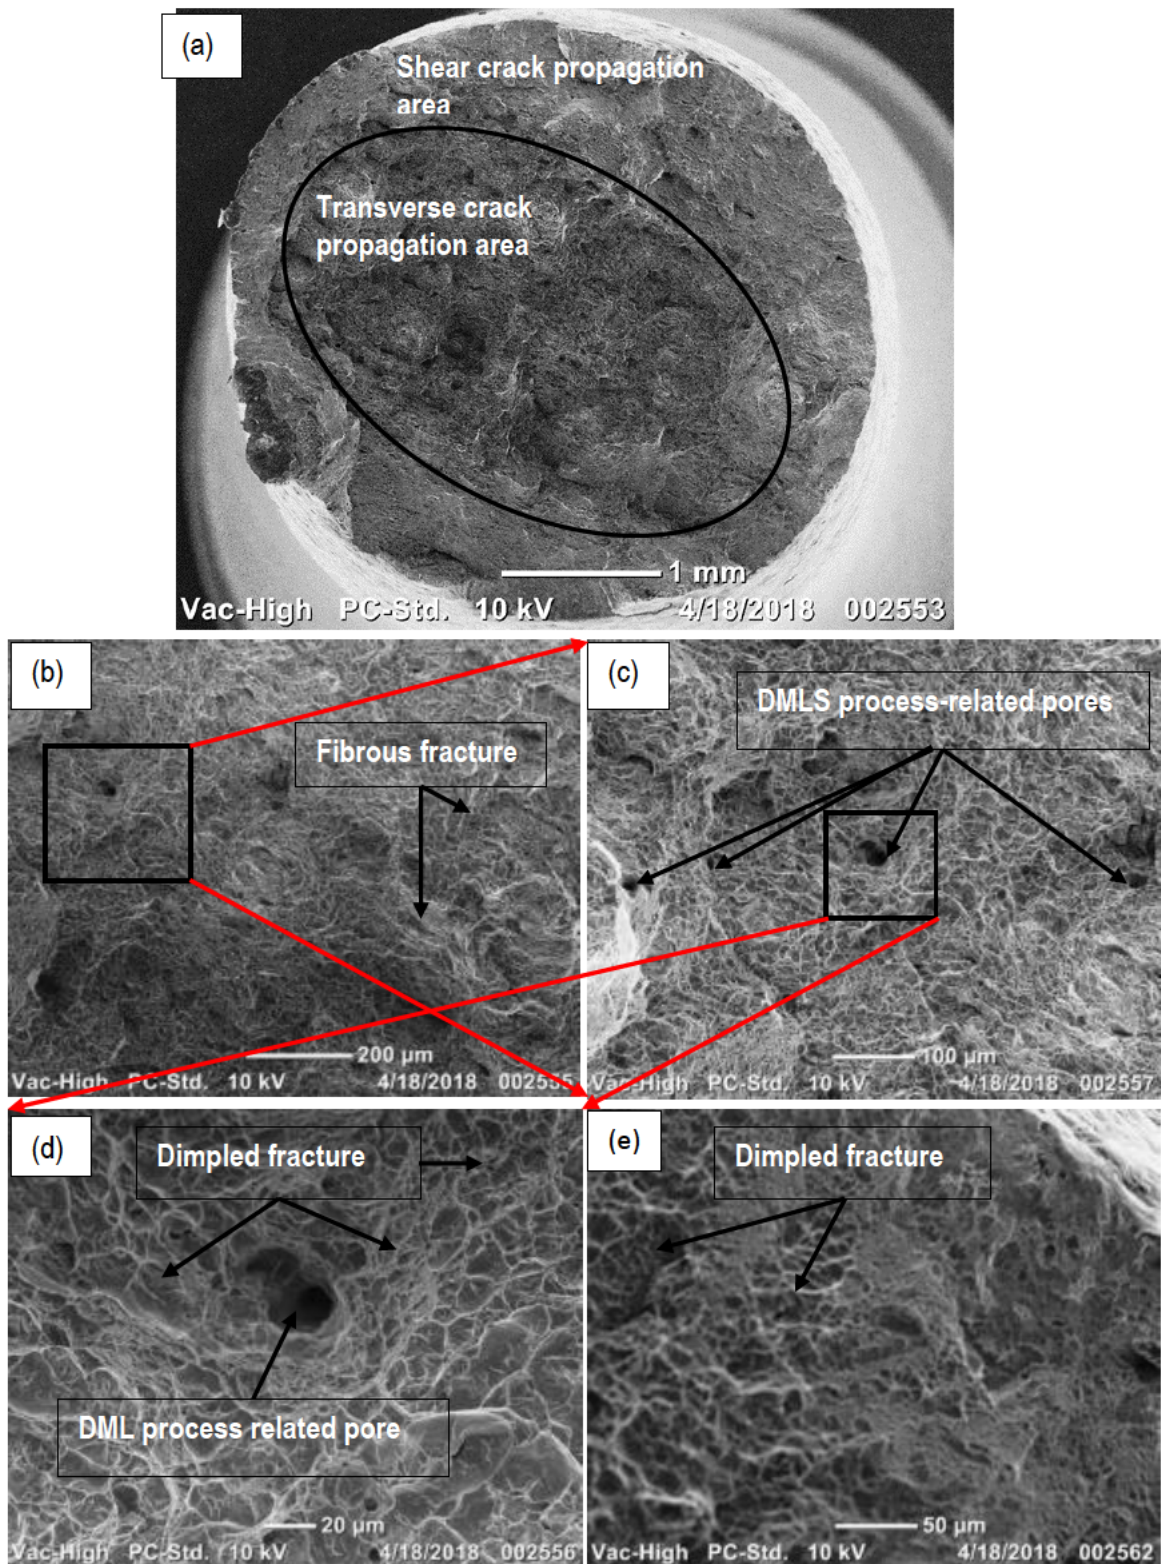 (a)
Shear crack propagation
area
Transverse crack
propagation area
1 mm
Vac-High PC-Std. 10 kV 4/18/2018 002553
(b)
Fibrous fracture
200 µm
Vac-High PC-Std. 10 kV 4/18/2018 002555
(c)
DMLS process-related pores
100 µm
Vac-High PC-Std. 10 kV 4/18/2018 002557
(d)
Dimpled fracture
DML process related pore
20 µm
Vac-High PC-Std. 10 kV 4/18/2018 002556
(e)
Dimpled fracture
50 µm
Vac-High PC-Std. 10 kV 4/18/2018 002562